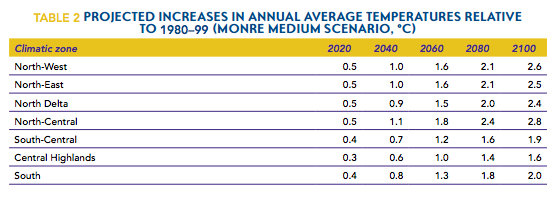 TABLE 2 PROJECTED INCREASES IN ANNUAL AVERAGE TEMPERATURES RELATIVE
TO 1980–99 (MONRE MEDIUM SCENARIO, °C)
Climatic zone 2020 2040 2060 2080 2100
North-West 0.5 1.0 1.6 2.1 2.6
North-East 0.5 1.0 1.6 2.1 2.5
North Delta 0.5 0.9 1.5 2.0 2.4
North-Central 0.5 1.1 1.8 2.4 2.8
South-Central 0.4 0.7 1.2 1.6 1.9
Central Highlands 0.3 0.6 1.0 1.4 1.6
South 0.4 0.8 1.3 1.8 2.0